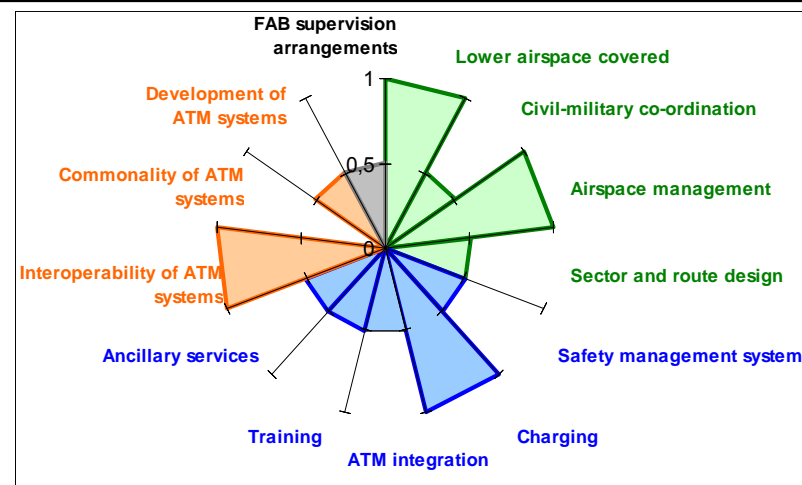 FAB supervision
arrangements
Lower airspace covered
1
Development of
ATM systems
Civil-military co-ordination
0,5
Commonality of ATM
systems
Airspace management
0
Interoperability of ATM
systems
Sector and route design
Ancillary services
Safety management system
Training
Charging
ATM integration